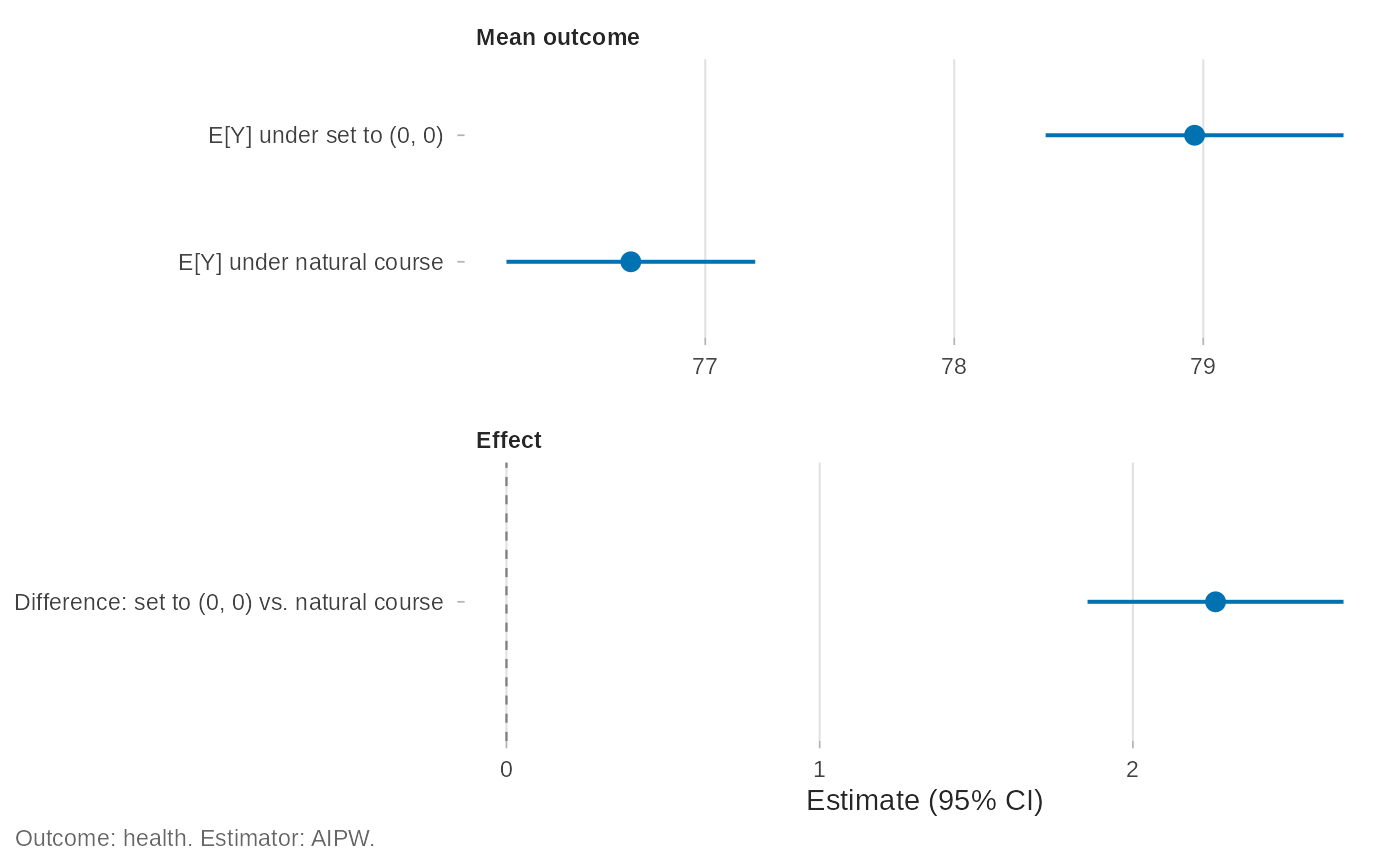 Mean outcome
E[Y] under set to (0, 0)
E[Y] under natural course
77 78 79
Effect
Difference: set to (0, 0) vs. natural course
0 1 2
Estimate (95% CI)
Outcome: health. Estimator: AIPW.